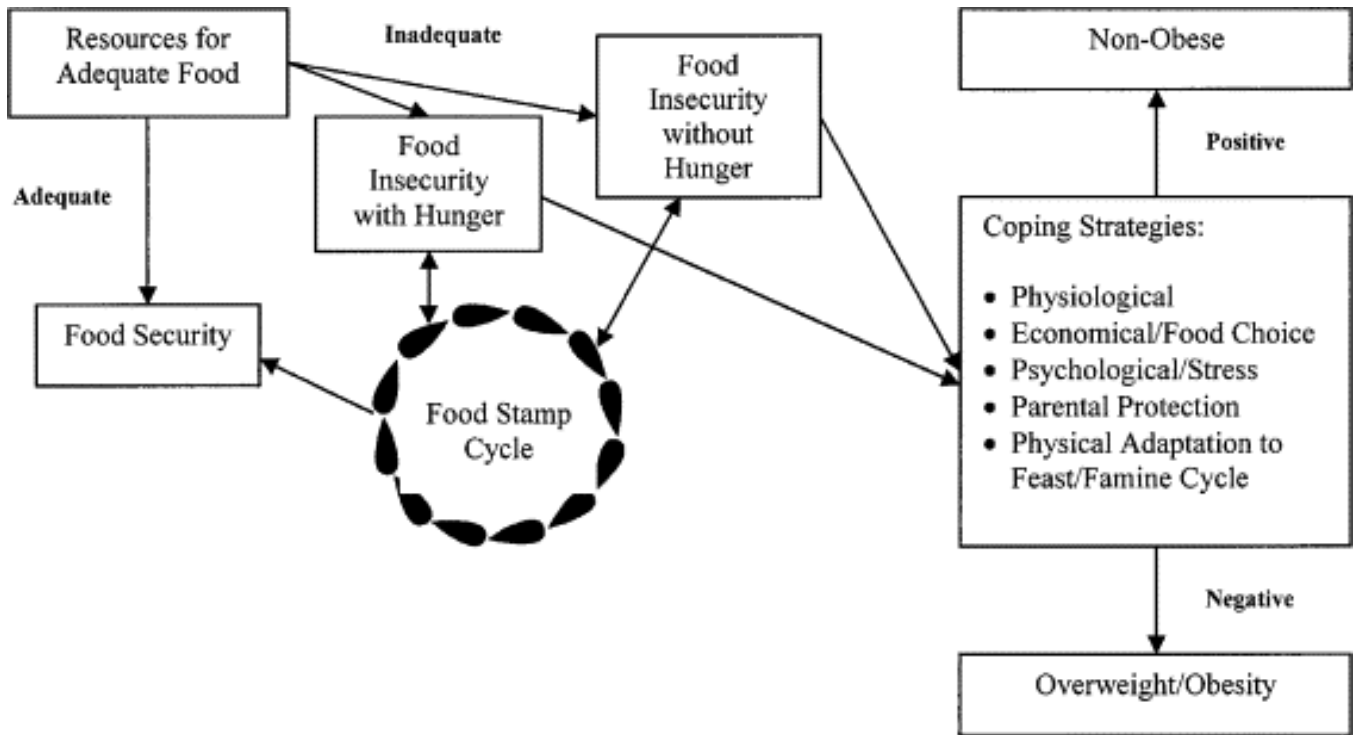 Resources for
Adequate Food
Inadequate
Food
Insecurity
without
Hunger
Non-Obese
Food
Insecurity
with Hunger
Positive
Adequate
Coping Strategies:
• Physiological
• Economical/Food Choice
• Psychological/Stress
• Parental Protection
• Physical Adaptation to
Feast/Famine Cycle
Food Security
Food Stamp
Cycle
Negative
Overweight/Obesity